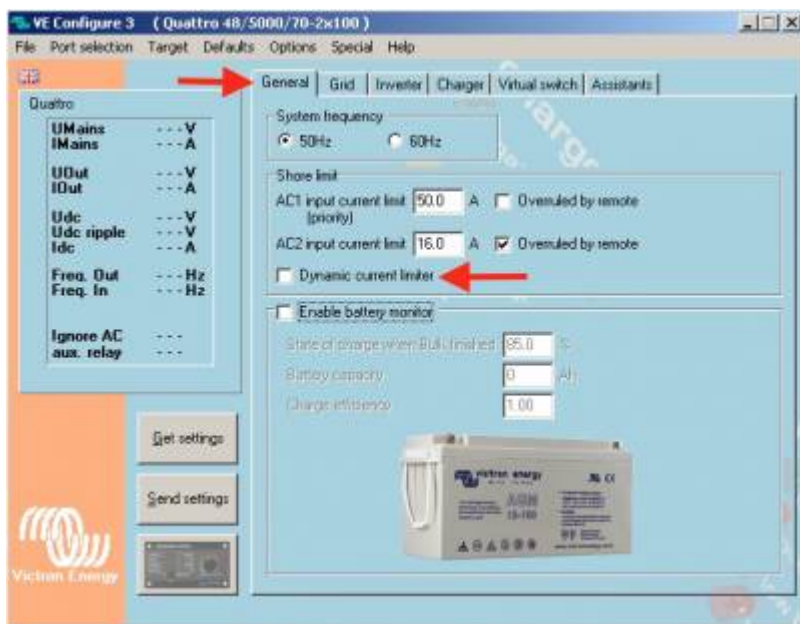 VE Configure 3 ( Quattro 48/5000/70-2x100 )
File Port selection Target Defaults Options Special Help
General Grid Inverter Charger Virtual switch Assistants
Quattro
UMains ---V
IMains ---A
UOut ---V
IOut ---A
Udc ---V
Udc ripple ---V
Idc ---A
Freq. Out ---Hz
Freq. In ---Hz
Ignore AC ---
aux. relay ---
Get settings
Send settings
Victron Energy
System frequency
50Hz 60Hz
Shore limit
AC1 input current limit 50.0 A Overruled by remote
(priority)
AC2 input current limit 16.0 A Overruled by remote
Dynamic current limiter
Enable battery monitor
State of charge when Bulk finished 85.0 %
Battery capacity 0 Ah
Charge efficiency 1.00
victron energy
AGM